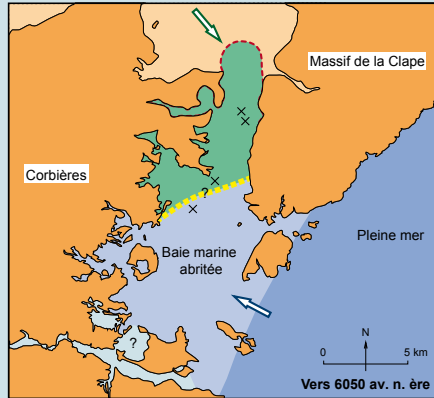 Massif de la Clape
Corbières
?
Baie marine
abritée
Pleine mer
?
N
0 5 km
Vers 6050 av. n. ère